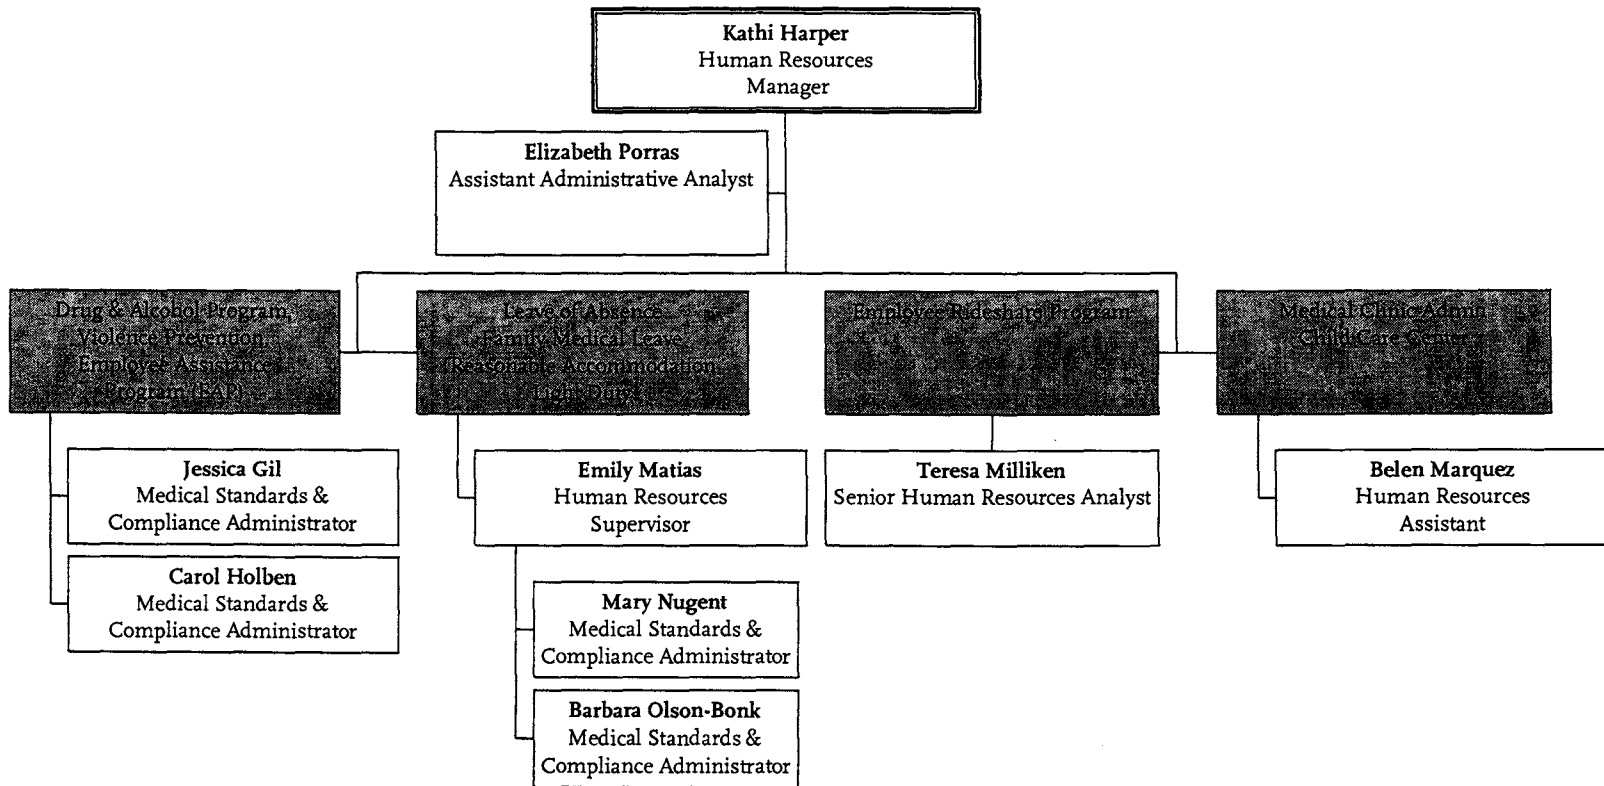 Kathi Harper
Human Resources
Manager
Elizabeth Porras
Assistant Administrative Analyst
Drug & Alcohol Program,
Violence Prevention,
Employee Assistance
Program (EAP)
Leave of Absence
Family Medical Leave
(Reasonable Accommodation
Light Duty)
Employee Rideshare Program
Medical Clinic Admin
Child Care Center
Jessica Gil
Medical Standards &
Compliance Administrator
Carol Holben
Medical Standards &
Compliance Administrator
Emily Matias
Human Resources
Supervisor
Mary Nugent
Medical Standards &
Compliance Administrator
Barbara Olson-Bonk
Medical Standards &
Compliance Administrator
Teresa Milliken
Senior Human Resources Analyst
Belen Marquez
Human Resources
Assistant